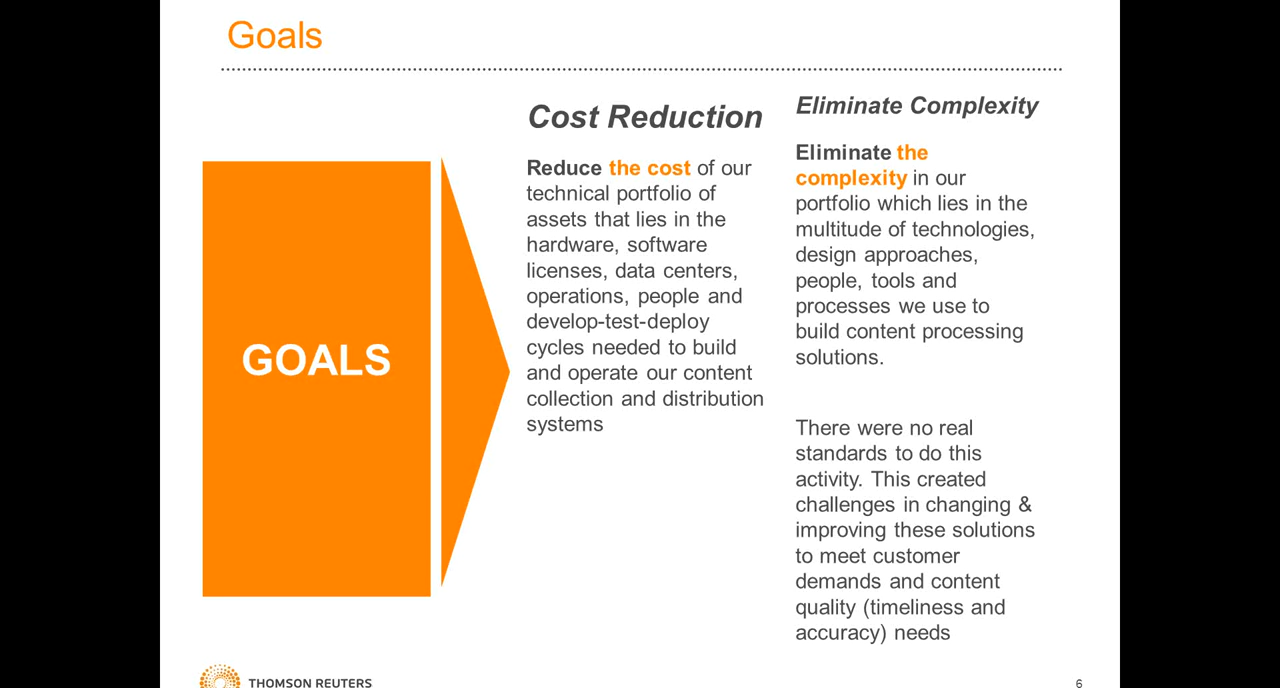 Goals
GOALS
Cost Reduction
Reduce the cost of our
technical portfolio of
assets that lies in the
hardware, software
licenses, data centers,
operations, people and
develop-test-deploy
cycles needed to build
and operate our content
collection and distribution
systems
Eliminate Complexity
Eliminate the
complexity in our
portfolio which lies in the
multitude of technologies,
design approaches,
people, tools and
processes we use to
build content processing
solutions.
There were no real
standards to do this
activity. This created
challenges in changing &
improving these solutions
to meet customer
demands and content
quality (timeliness and
accuracy) needs
THOMSON REUTERS
6